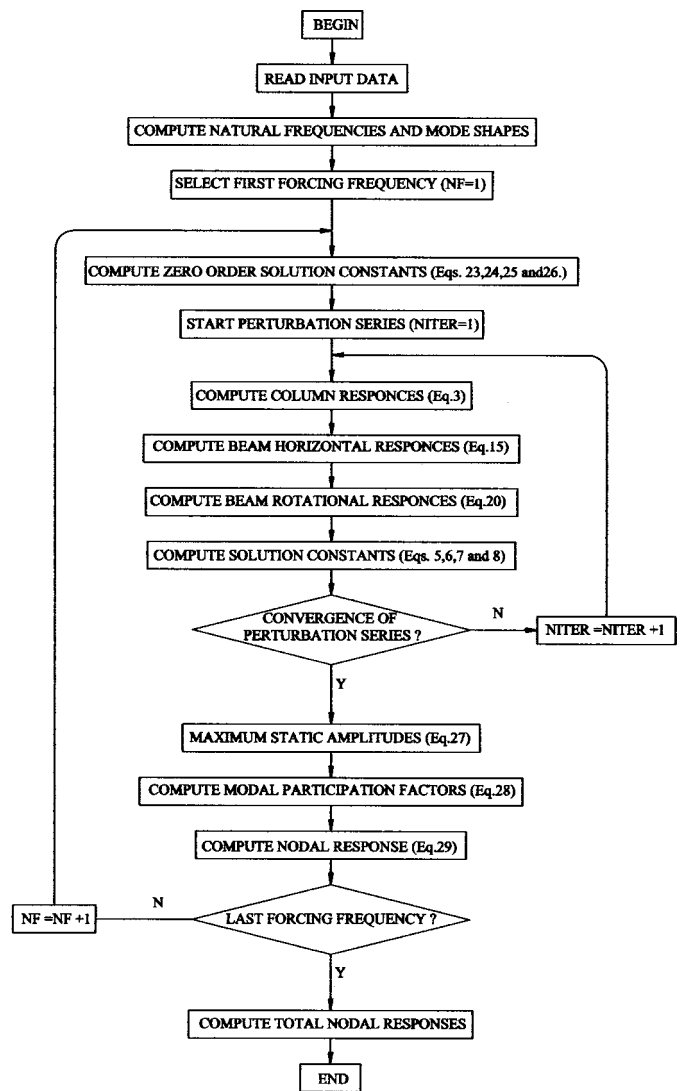 BEGIN
READ INPUT DATA
COMPUTE NATURAL FREQUENCIES AND MODE SHAPES
SELECT FIRST FORCING FREQUENCY (NF=1)
COMPUTE ZERO ORDER SOLUTION CONSTANTS (Eqs. 23,24,25 and26.)
START PERTURBATION SERIES (NITER=1)
COMPUTE COLUMN RESPONCES (Eq.3)
COMPUTE BEAM HORIZONTAL RESPONCES (Eq.15)
COMPUTE BEAM ROTATIONAL RESPONCES (Eq.20)
COMPUTE SOLUTION CONSTANTS (Eqs. 5,6,7 and 8)
CONVERGENCE OF
PERTURBATION SERIES ?
N
NITER =NITER +1
Y
MAXIMUM STATIC AMPLITUDES (Eq.27)
COMPUTE MODAL PARTICIPATION FACTORS (Eq.28)
COMPUTE NODAL RESPONSE (Eq.29)
LAST FORCING FREQUENCY ?
N
NF =NF +1
Y
COMPUTE TOTAL NODAL RESPONSES
END